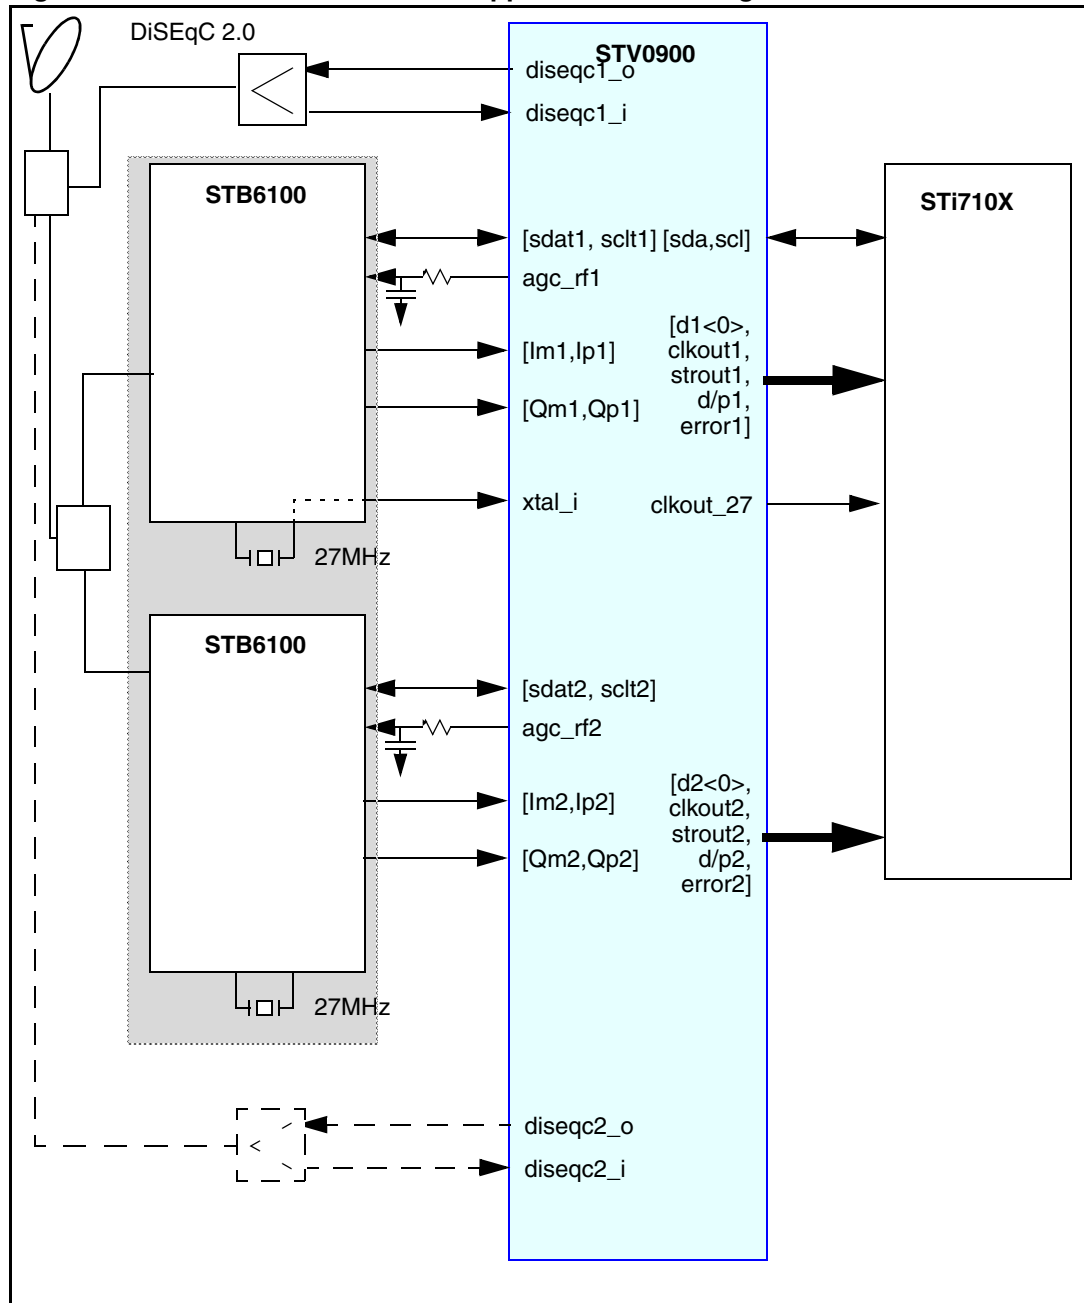 DiSEqC 2.0
STV0900
diseqc1_o
diseqc1_i
STB6100
STi710X
[sdat1, sclt1] [sda,scl]
agc_rf1
[d1<0>,
clkout1,
strout1,
d/p1,
error1]
[Im1,Ip1]
[Qm1,Qp1]
xtal_i
clkout_27
27MHz
STB6100
[sdat2, sclt2]
agc_rf2
[d2<0>,
clkout2,
strout2,
d/p2,
error2]
[Im2,Ip2]
[Qm2,Qp2]
27MHz
diseqc2_o
diseqc2_i